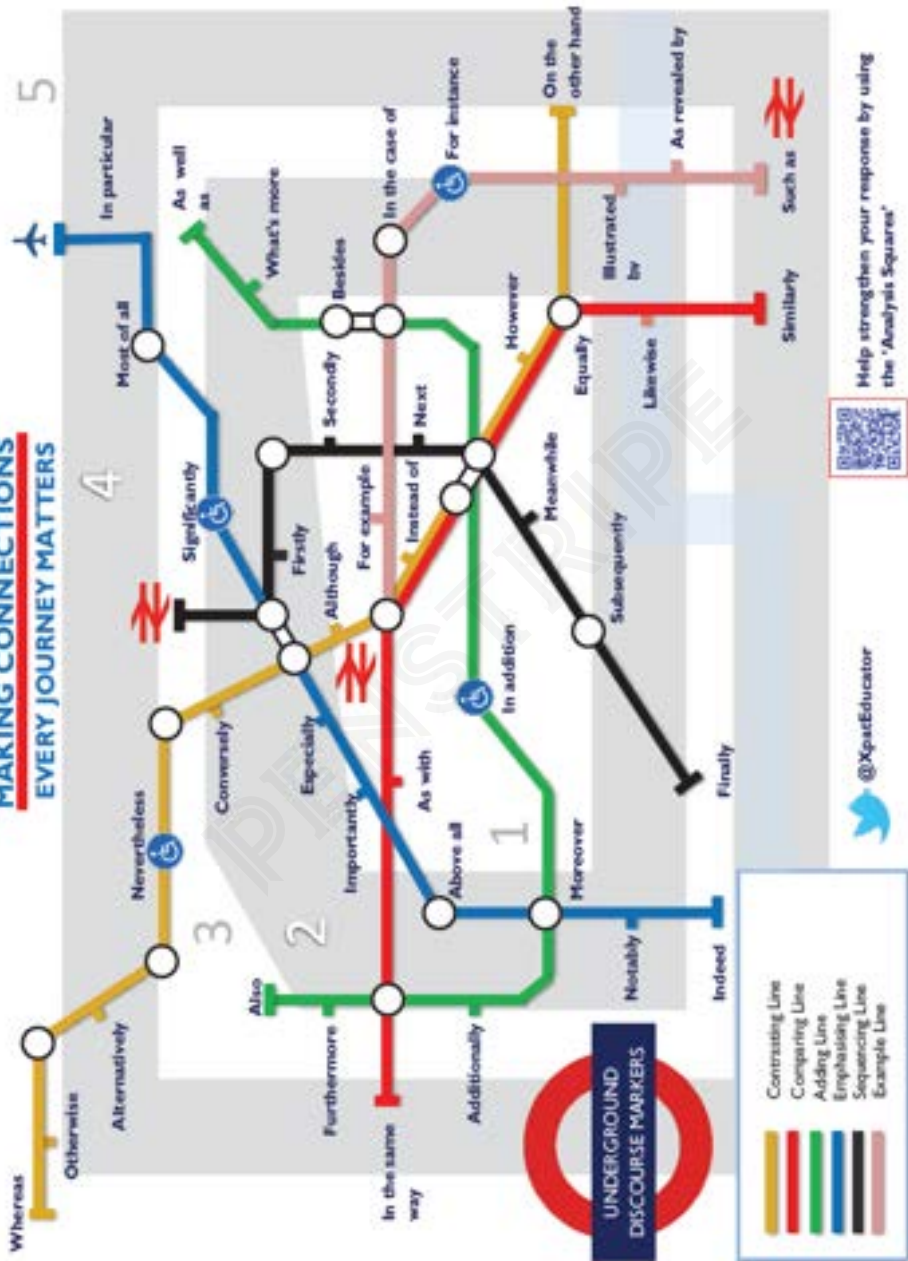 MAKING CONNECTIONS
EVERY JOURNEY MATTERS
5
4
3
2
1
Whereas
Otherwise
Alternatively
Nevertheless
Conversely
Although
Instead of
However
On the
other hand
In the same
way
As with
Equally
Likewise
Similarly
Also
Furthermore
Additionally
Moreover
In addition
Besides
What's more
As well
as
In particular
Most of all
Significantly
Especially
Importantly
Above all
Notably
Indeed
Firstly
Secondly
Next
Meanwhile
Subsequently
Finally
For example
In the case of
For instance
Illustrated
by
As revealed by
Such as
UNDERGROUND
DISCOURSE MARKERS
Contrasting Line
Comparing Line
Adding Line
Emphasising Line
Sequencing Line
Example Line
@XpatEducator
Help strengthen your response by using
the 'Analysis Squares'
PENSTRIPE